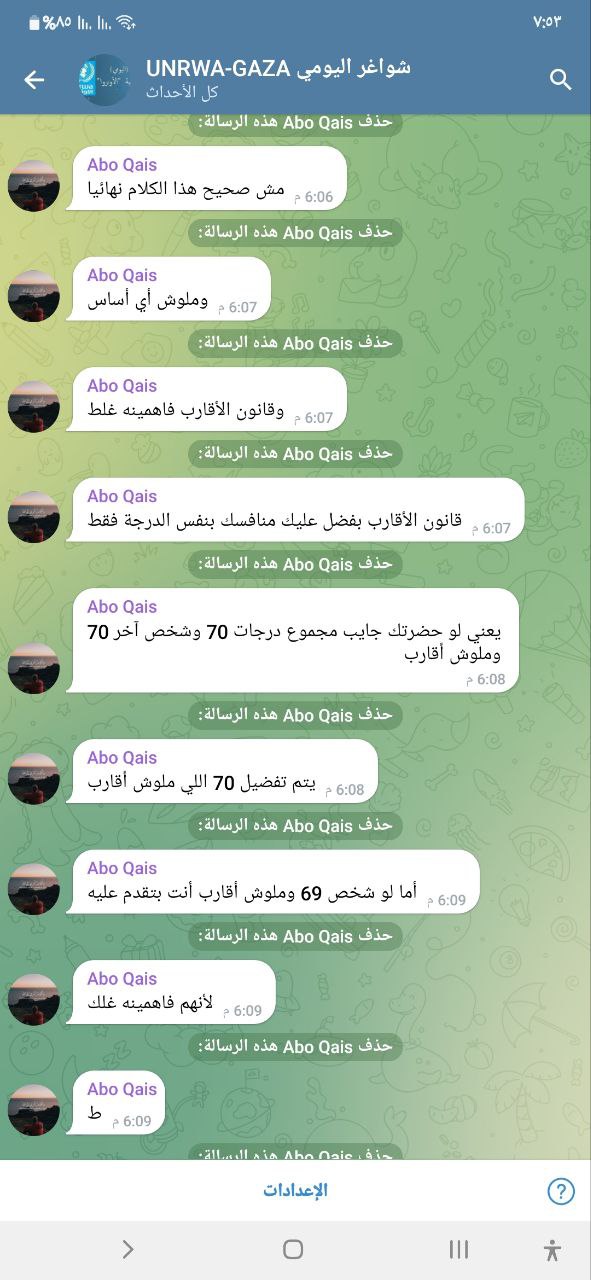 ٧:٥٣
%٨٥
شواغر اليومي UNRWA-GAZA
كل الأحداث
حذف Abo Qais هذه الرسالة:
Abo Qais
مش صحيح هذا الكلام نهائيا
6:06 م
حذف Abo Qais هذه الرسالة:
Abo Qais
وملوش أي أساس
6:07 م
حذف Abo Qais هذه الرسالة:
Abo Qais
وقانون الأقارب فاهمينه غلط
6:07 م
حذف Abo Qais هذه الرسالة:
Abo Qais
قانون الأقارب بفضل عليك منافسك بنفس الدرجة فقط
6:07 م
حذف Abo Qais هذه الرسالة:
Abo Qais
يعني لو حضرتك جايب مجموع درجات 70 وشخص آخر 70
وملوش أقارب
6:08 م
حذف Abo Qais هذه الرسالة:
Abo Qais
يتم تفضيل 70 اللي ملوش أقارب
6:08 م
حذف Abo Qais هذه الرسالة:
Abo Qais
أما لو شخص 69 وملوش أقارب أنت بتقدم عليه
6:09 م
حذف Abo Qais هذه الرسالة:
Abo Qais
لأنهم فاهمينه غلك
6:09 م
حذف Abo Qais هذه الرسالة:
Abo Qais
ط
6:09 م
حذف Abo Qais هذه الرسالة:
الإعدادات